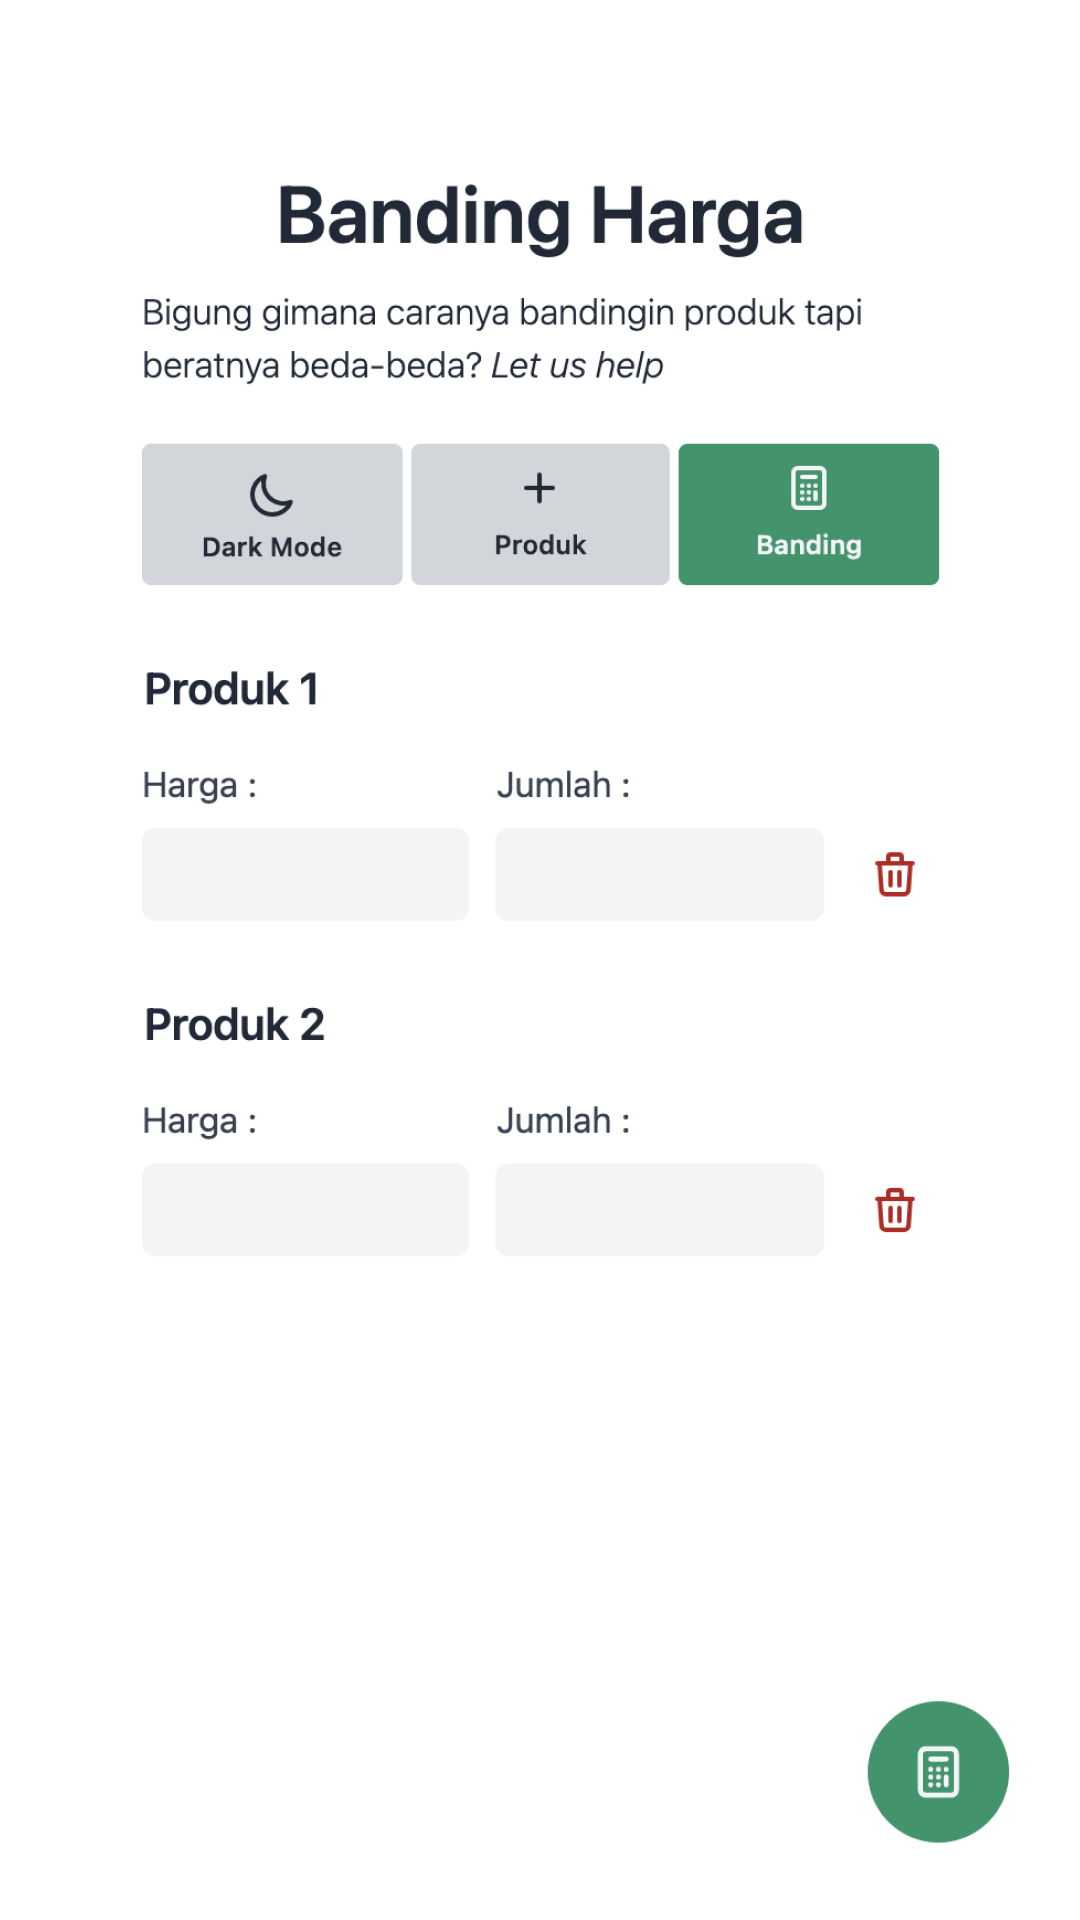 Banding Harga
Bigung gimana caranya bandingin produk tapi
beratnya beda-beda? Let us help
Dark Mode
Produk
Banding
Produk 1
Harga :
Jumlah :
Produk 2
Harga :
Jumlah :